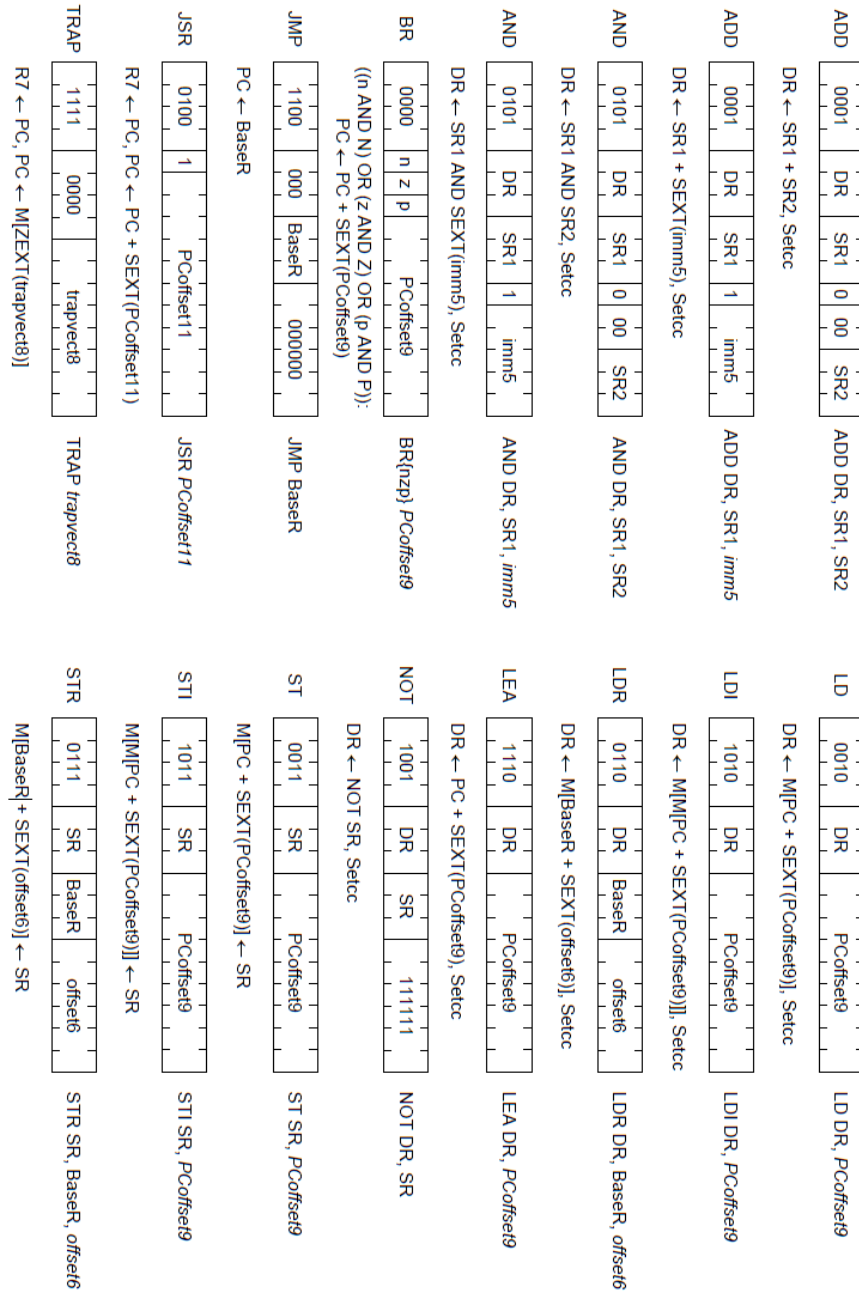 ADD 0001 DR SR1 0 00 SR2 ADD DR, SR1, SR2
DR ← SR1 + SR2, Setcc
ADD 0001 DR SR1 1 imm5 ADD DR, SR1, imm5
DR ← SR1 + SEXT(imm5), Setcc
AND 0101 DR SR1 0 00 SR2 AND DR, SR1, SR2
DR ← SR1 AND SR2, Setcc
AND 0101 DR SR1 1 imm5 AND DR, SR1, imm5
DR ← SR1 AND SEXT(imm5), Setcc
BR 0000 n z p PCoffset9 BR{nzp} PCoffset9
((n AND N) OR (z AND Z) OR (p AND P)):
PC ← PC + SEXT(PCoffset9)
JMP 1100 000 BaseR 000000 JMP BaseR
PC ← BaseR
JSR 0100 1 PCoffset11 JSR PCoffset11
R7 ← PC, PC ← PC + SEXT(PCoffset11)
TRAP 1111 0000 trapvect8 TRAP trapvect8
R7 ← PC, PC ← M[ZEXT(trapvect8)]
LD 0010 DR PCoffset9 LD DR, PCoffset9
DR ← M[PC + SEXT(PCoffset9)], Setcc
LDI 1010 DR PCoffset9 LDI DR, PCoffset9
DR ← M[M[PC + SEXT(PCoffset9)]], Setcc
LDR 0110 DR BaseR offset6 LDR DR, BaseR, offset6
DR ← M[BaseR + SEXT(offset6)], Setcc
LEA 1110 DR PCoffset9 LEA DR, PCoffset9
DR ← PC + SEXT(PCoffset9), Setcc
NOT 1001 DR SR 111111 NOT DR, SR
DR ← NOT SR, Setcc
ST 0011 SR PCoffset9 ST SR, PCoffset9
M[PC + SEXT(PCoffset9)] ← SR
STI 1011 SR PCoffset9 STI SR, PCoffset9
M[M[PC + SEXT(PCoffset9)]] ← SR
STR 0111 SR BaseR offset6 STR SR, BaseR, offset6
M[BaseR + SEXT(offset6)] ← SR